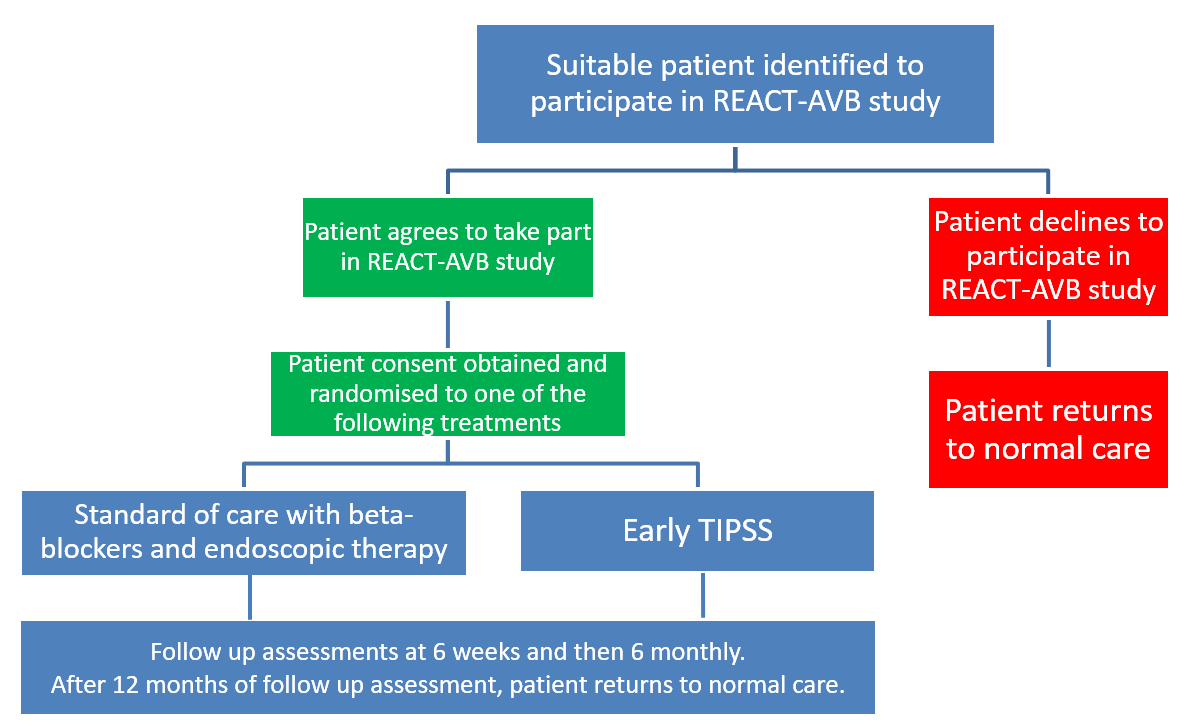 Suitable patient identified to
participate in REACT-AVB study
Patient agrees to take part
in REACT-AVB study
Patient declines to
participate in
REACT-AVB study
Patient consent obtained and
randomised to one of the
following treatments
Patient returns
to normal care
Standard of care with beta-
blockers and endoscopic therapy
Early TIPSS
Follow up assessments at 6 weeks and then 6 monthly.
After 12 months of follow up assessment, patient returns to normal care.